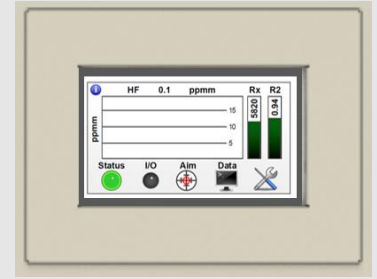 HF 0.1 ppmm Rx R2
5820 0.94
15
10
5
ppmm
Status I/O Aim Data